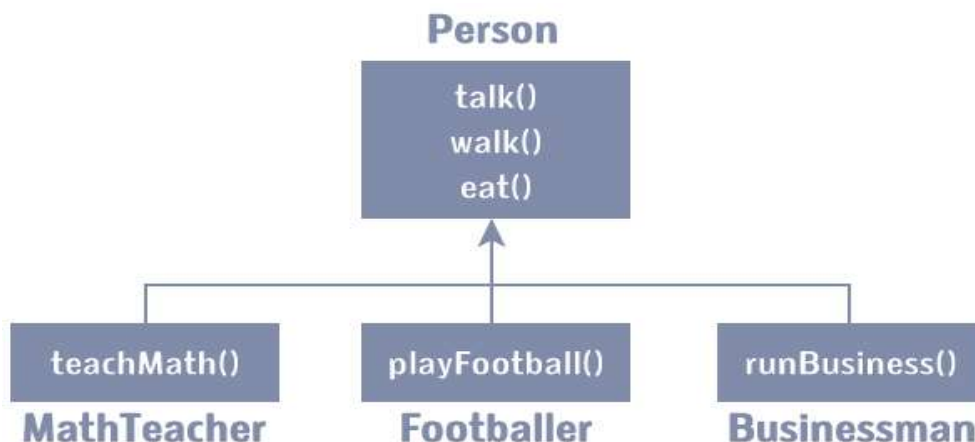 Person
talk()
walk()
eat()
teachMath()
playFootball()
runBusiness()
MathTeacher
Footballer
Businessman